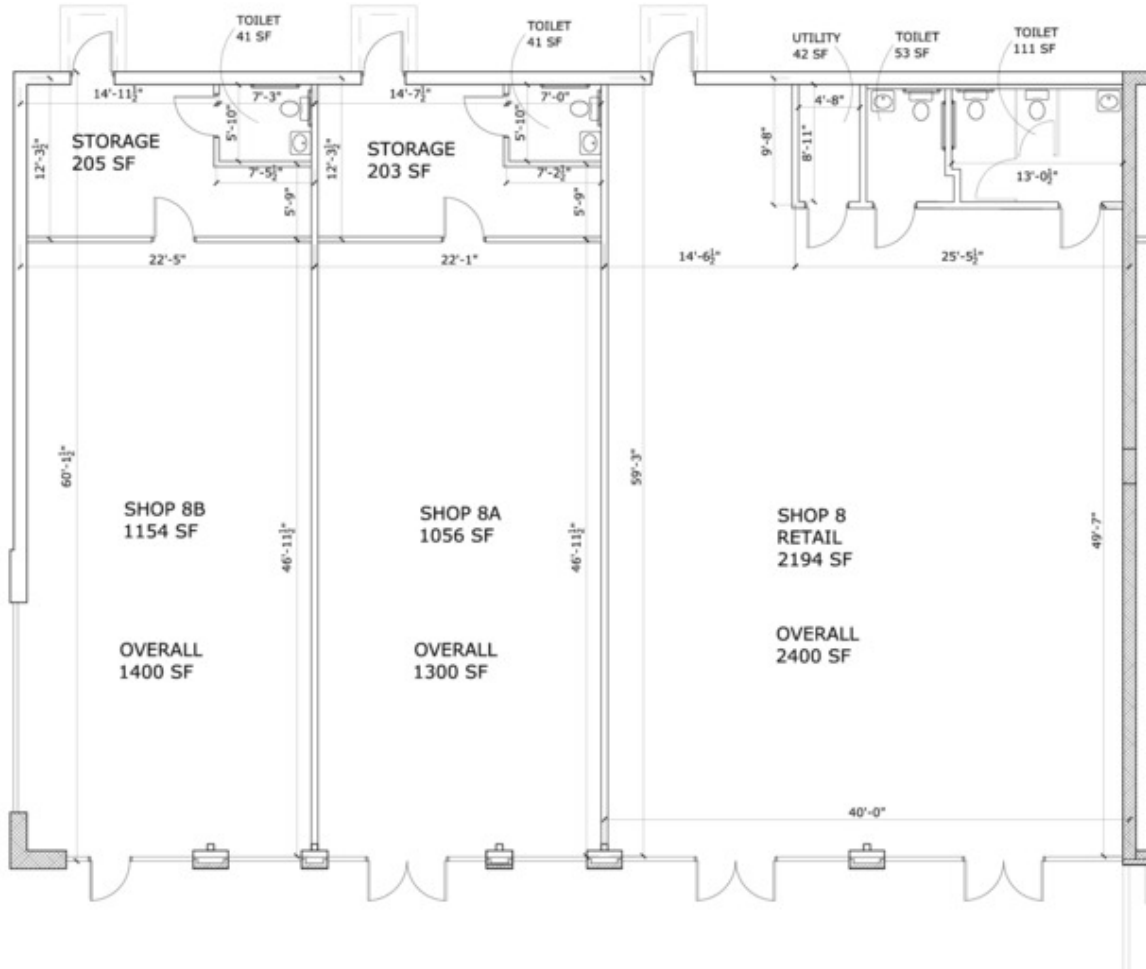 TOILET
41 SF
TOILET
41 SF
UTILITY
42 SF
TOILET
53 SF
TOILET
111 SF
14'-11½"
7'-3"
14'-7½"
7'-0"
4'-8"
STORAGE
205 SF
12'-3½"
5'-10"
STORAGE
203 SF
12'-3½"
5'-10"
9'-8"
8'-11"
7'-5½"
7'-2½"
13'-0½"
5'-9"
5'-9"
22'-5"
22'-1"
14'-6½"
25'-5½"
60'-1½"
59'-3"
SHOP 8B
1154 SF
46'-11½"
SHOP 8A
1056 SF
46'-11½"
SHOP 8
RETAIL
2194 SF
49'-7"
OVERALL
1400 SF
OVERALL
1300 SF
OVERALL
2400 SF
40'-0"